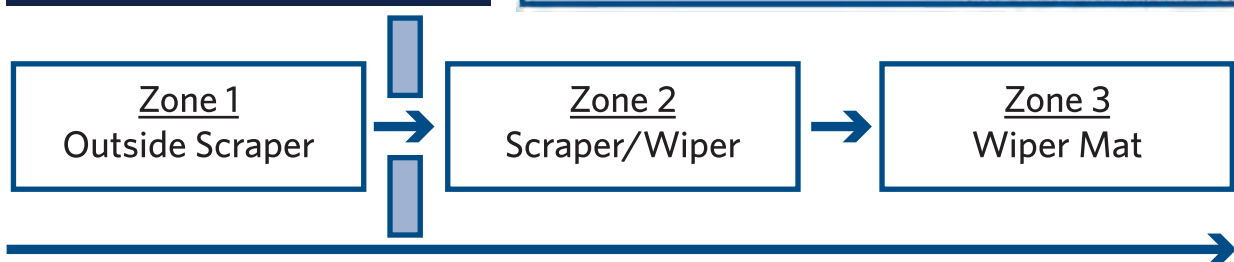 Zone 1
Outside Scraper
Zone 2
Scraper/Wiper
Zone 3
Wiper Mat